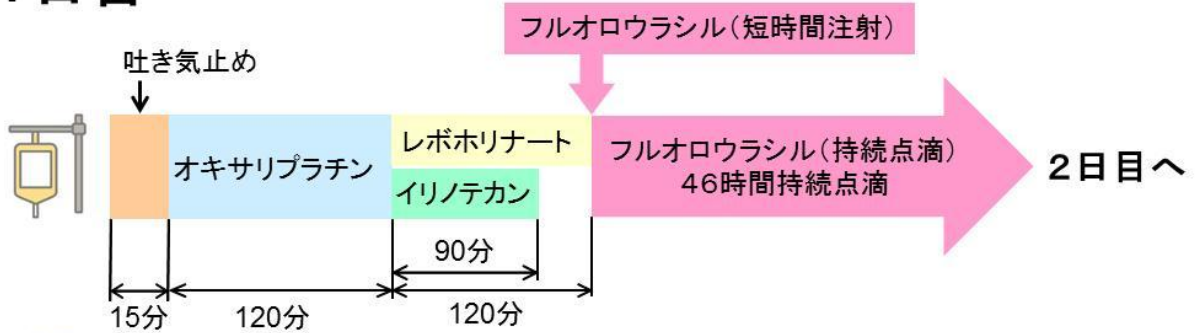 フルオロウラシル(短時間注射)
吐き気止め
オキサリプラチン
レボホリナート
イリノテカン
フルオロウラシル(持続点滴)
46時間持続点滴
2日目へ
90分
15分
120分
120分